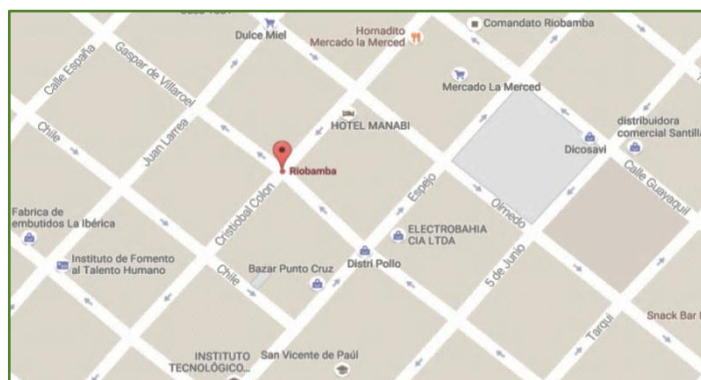 Dulce Miel
Hornadito
Mercado la Merced
Comandato Riobamba
Calle España
Gaspar de Villaroel
Mercado La Merced
Chile
Juan Larrea
HOTEL MANABI
distribuidora
comercial Santilla
Dicosavi
Riobamba
Espejo
Calle Guayaquil
Cristiobal Colon
Olmedo
Fabrica de
embutidos La Ibérica
ELECTROBAHIA
CIA LTDA
Instituto de Fomento
al Talento Humano
Distri Pollo
5 de Junio
Chile
Bazar Punto Cruz
Tarqui
Snack Bar
San Vicente de Paúl
INSTITUTO
TECNOLÓGICO...